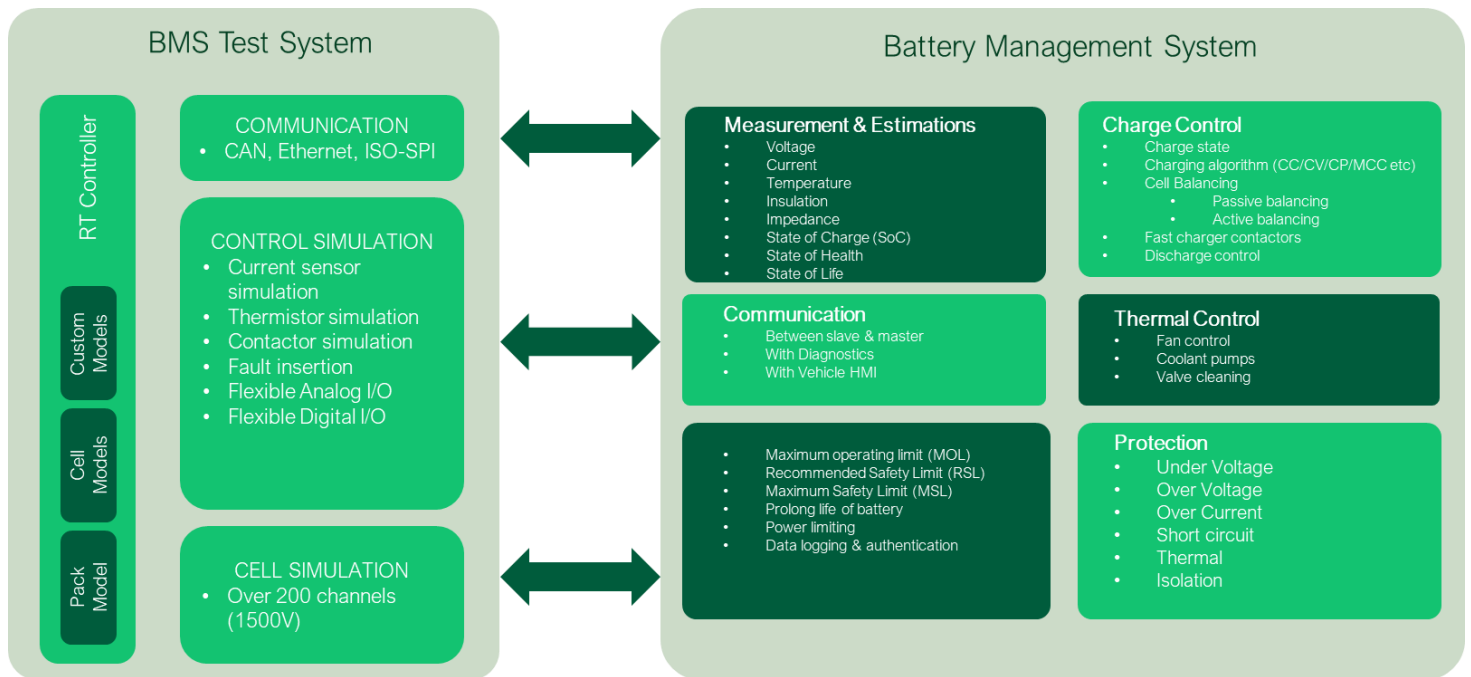 BMS Test System
RT Controller
Custom
Models
Cell
Models
Pack
Model
COMMUNICATION
• CAN, Ethernet, ISO-SPI
CONTROL SIMULATION
• Current sensor
simulation
• Thermistor simulation
• Contactor simulation
• Fault insertion
• Flexible Analog I/O
• Flexible Digital I/O
CELL SIMULATION
• Over 200 channels
(1500V)
Battery Management System
Measurement & Estimations
• Voltage
• Current
• Temperature
• Insulation
• Impedance
• State of Charge (SoC)
• State of Health
• State of Life
Charge Control
• Charge state
• Charging algorithm (CC/CV/CP/MCC etc)
• Cell Balancing
• Passive balancing
• Active balancing
• Fast charger contactors
• Discharge control
Communication
• Between slave & master
• With Diagnostics
• With Vehicle HMI
Thermal Control
• Fan control
• Coolant pumps
• Valve cleaning
• Maximum operating limit (MOL)
• Recommended Safety Limit (RSL)
• Maximum Safety Limit (MSL)
• Prolong life of battery
• Power limiting
• Data logging & authentication
Protection
• Under Voltage
• Over Voltage
• Over Current
• Short circuit
• Thermal
• Isolation